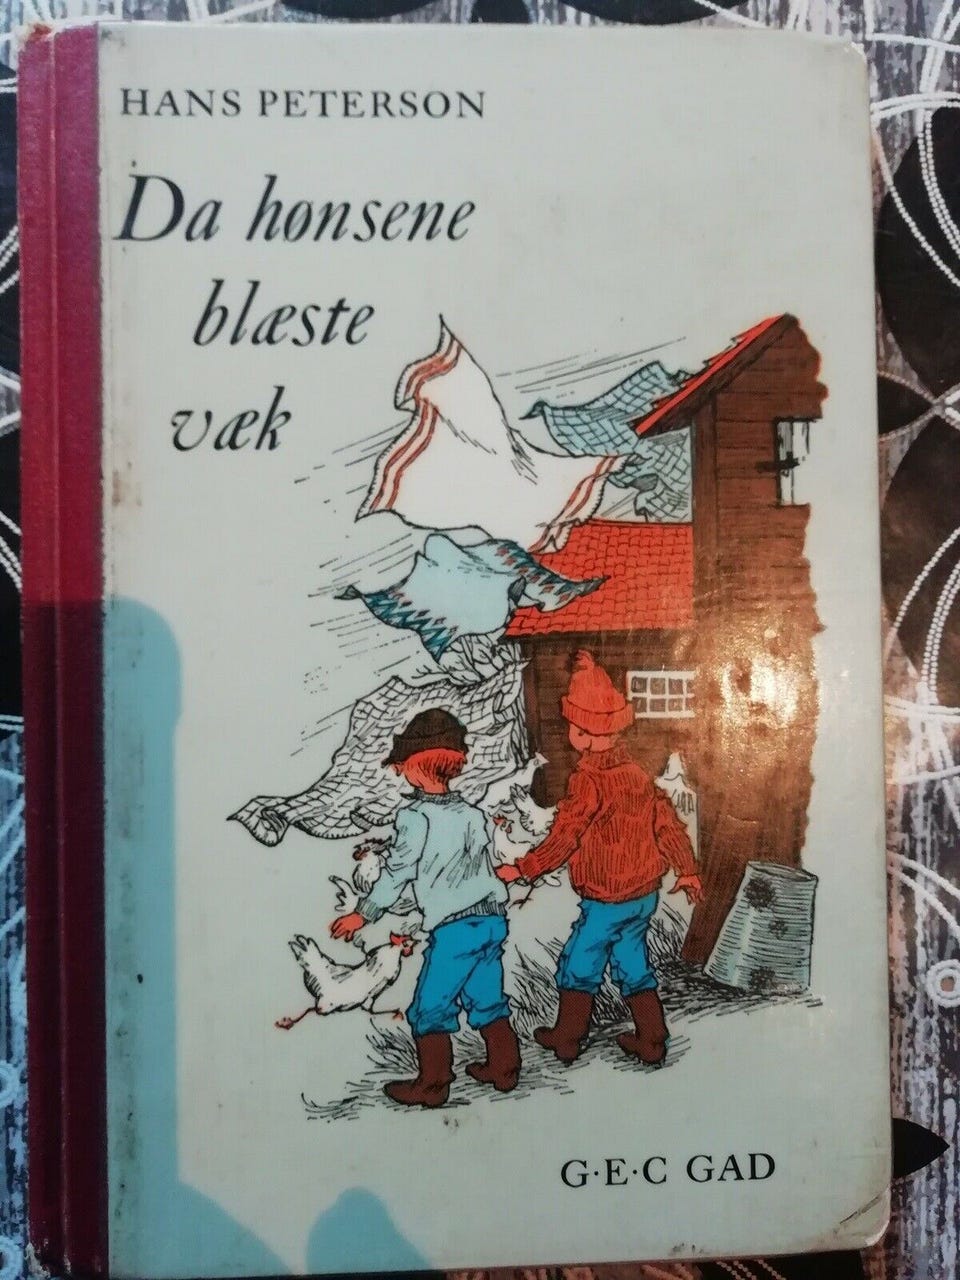 HANS PETERSON
Da hønsene
blæste
væk
G·E·C GAD